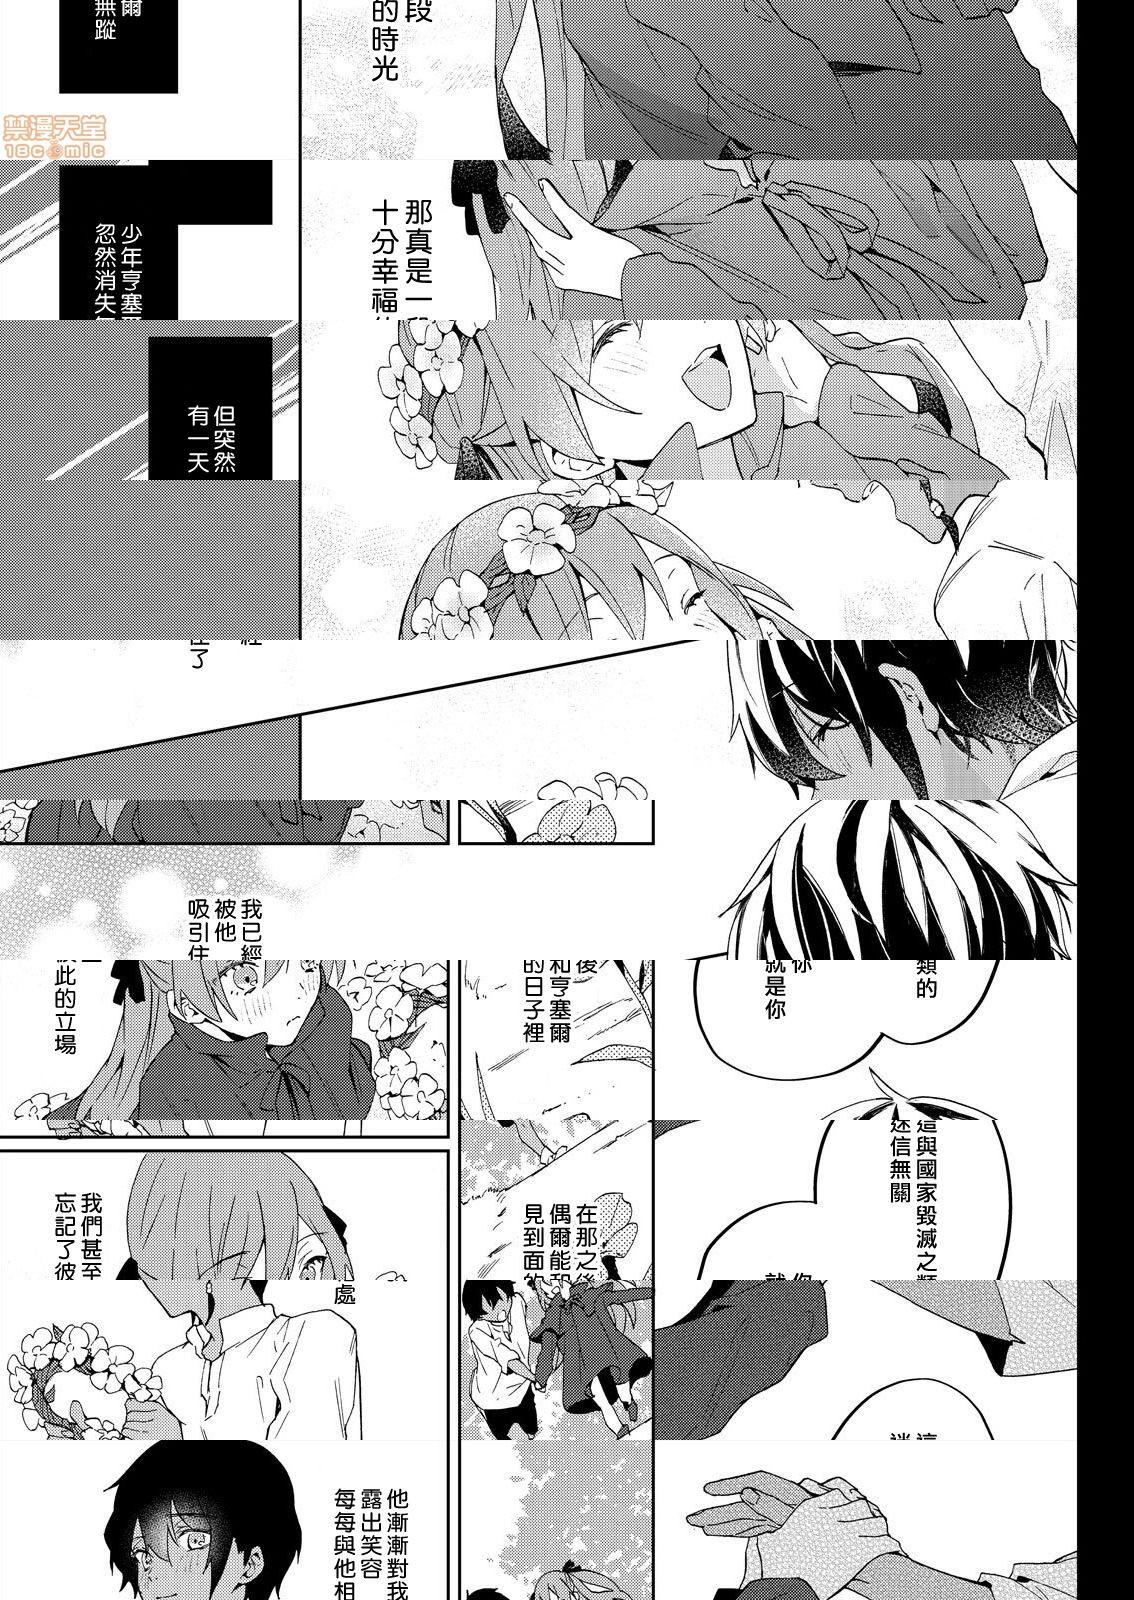 這與國家毀滅之類的
迷信無關
你
就是你
在那之後
偶爾能和亨塞爾
見到面的日子裡
他漸漸對我
露出笑容
每每與他相處
我們甚至
忘記了彼此的立場
我已經
被他
吸引住了
那真是一段
十分幸福的時光
但突然
有一天
少年亨塞爾
忽然消失無蹤
禁漫天堂
18comic